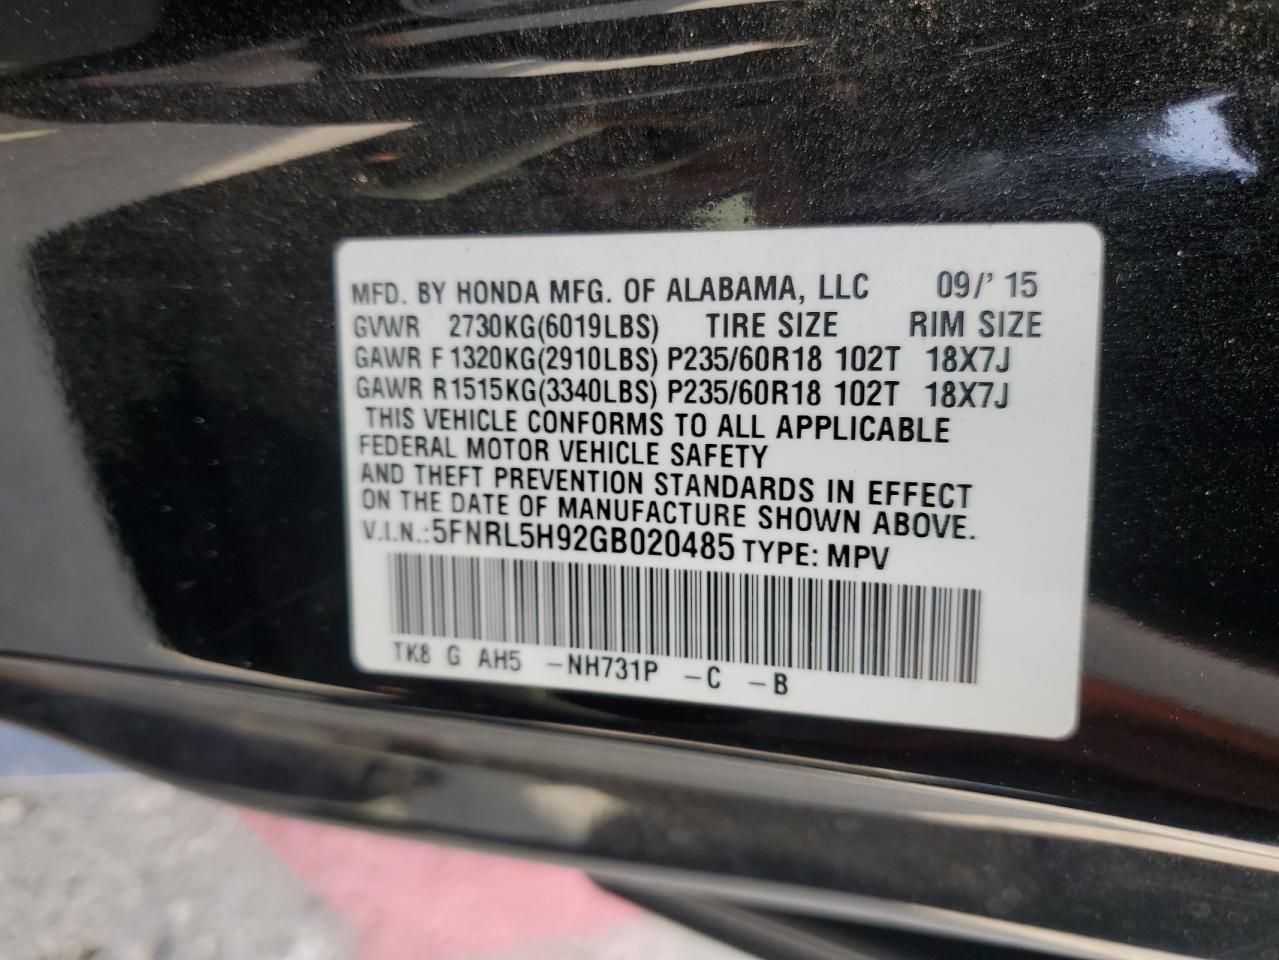 MFD. BY HONDA MFG. OF ALABAMA, LLC 09/' 15
GVWR 2730KG(6019LBS) TIRE SIZE RIM SIZE
GAWR F 1320KG(2910LBS) P235/60R18 102T 18X7J
GAWR R1515KG(3340LBS) P235/60R18 102T 18X7J
THIS VEHICLE CONFORMS TO ALL APPLICABLE
FEDERAL MOTOR VEHICLE SAFETY
AND THEFT PREVENTION STANDARDS IN EFFECT
ON THE DATE OF MANUFACTURE SHOWN ABOVE.
V.I.N.:5FNRL5H92GB020485 TYPE: MPV
TK8 G AH5 -NH731P -C -B